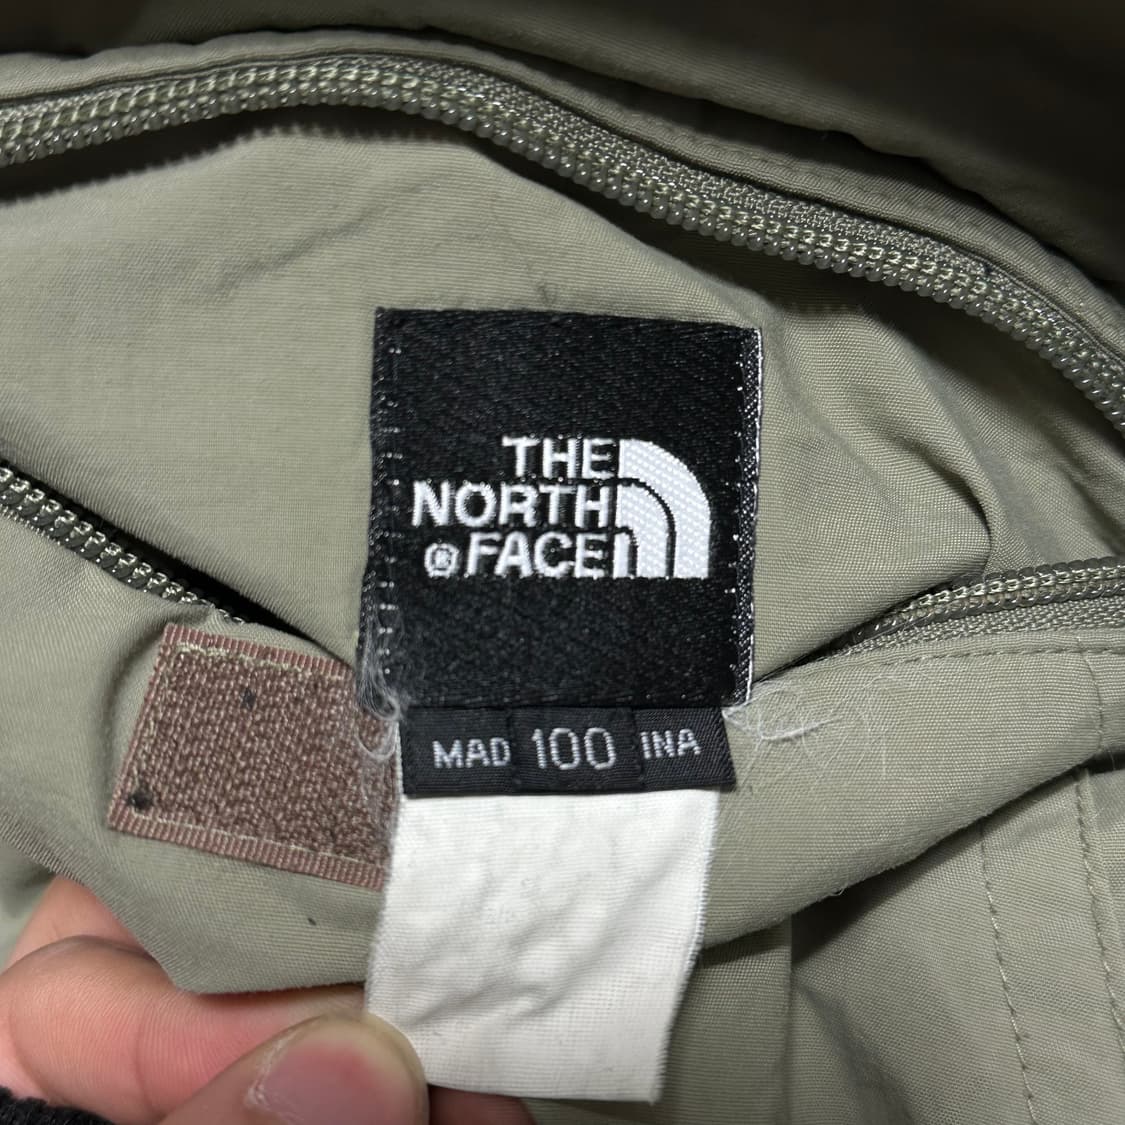 THE
NORTH
® FACE
MAD 100 INA